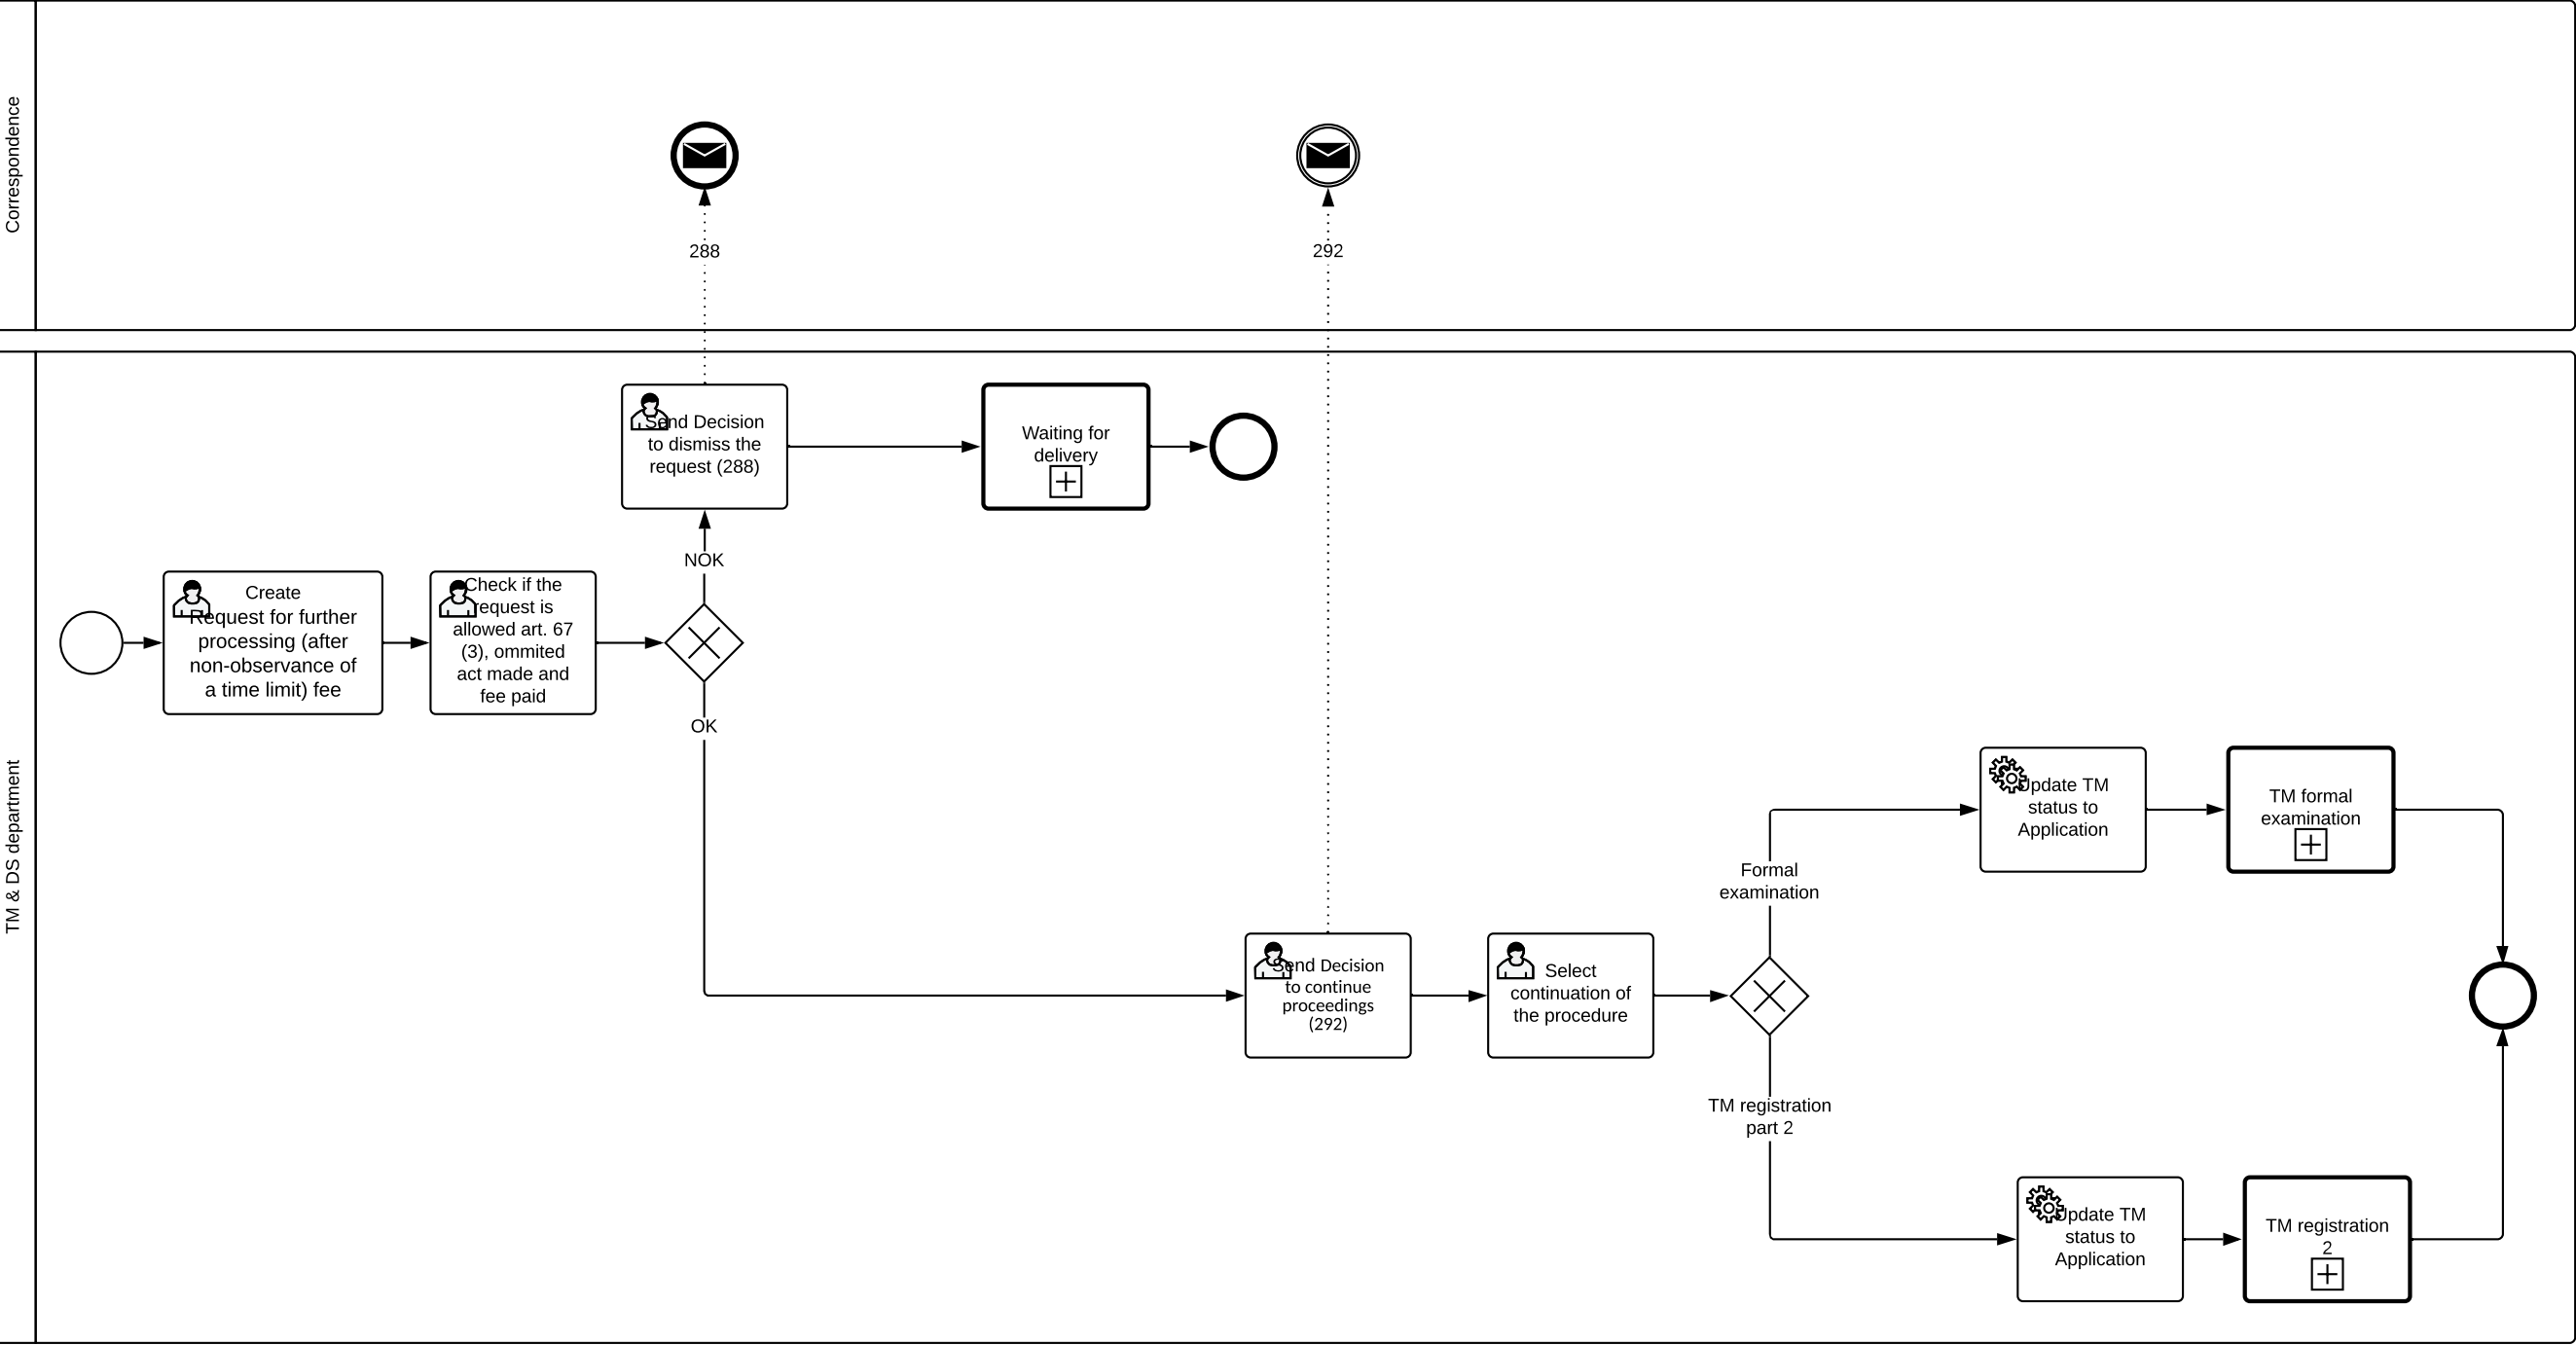 Correspondence
288
292
TM & DS department
Send Decision
to dismiss the
request (288)
Waiting for
delivery
NOK
Create
Request for further
processing (after
non-observance of
a time limit) fee
Check if the
request is
allowed art. 67
(3), ommited
act made and
fee paid
OK
Send Decision
to continue
proceedings
(292)
Select
continuation of
the procedure
Formal
examination
Update TM
status to
Application
TM formal
examination
TM registration
part 2
Update TM
status to
Application
TM registration
2